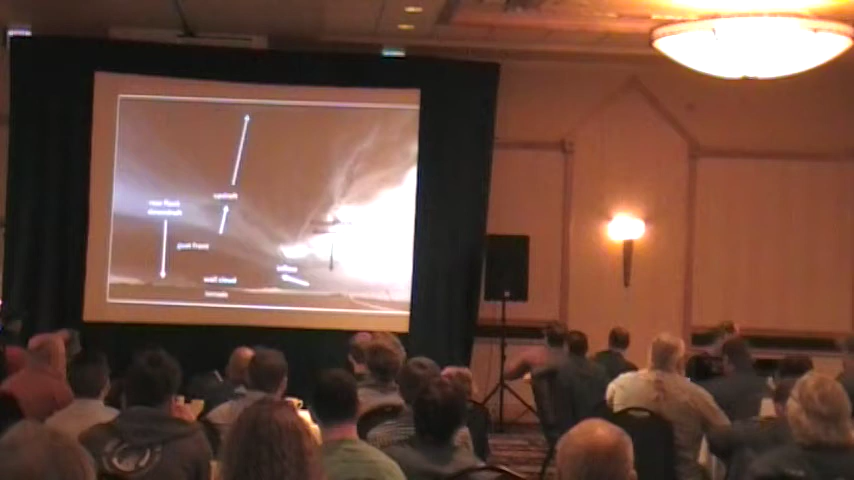 updraft
rear flank
downdraft
gust front
inflow
wall cloud
tornado